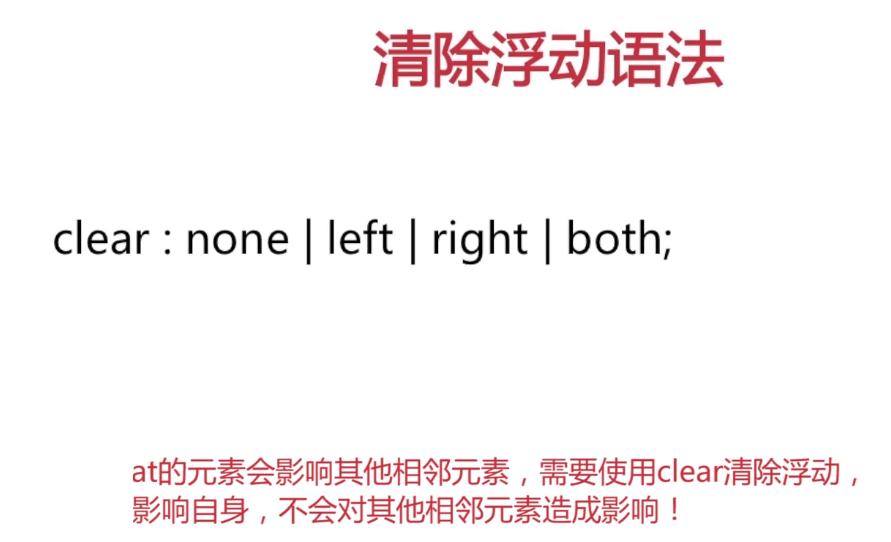 清除浮动语法
clear : none | left | right | both;
at的元素会影响其他相邻元素，需要使用clear清除浮动，
影响自身，不会对其他相邻元素造成影响！